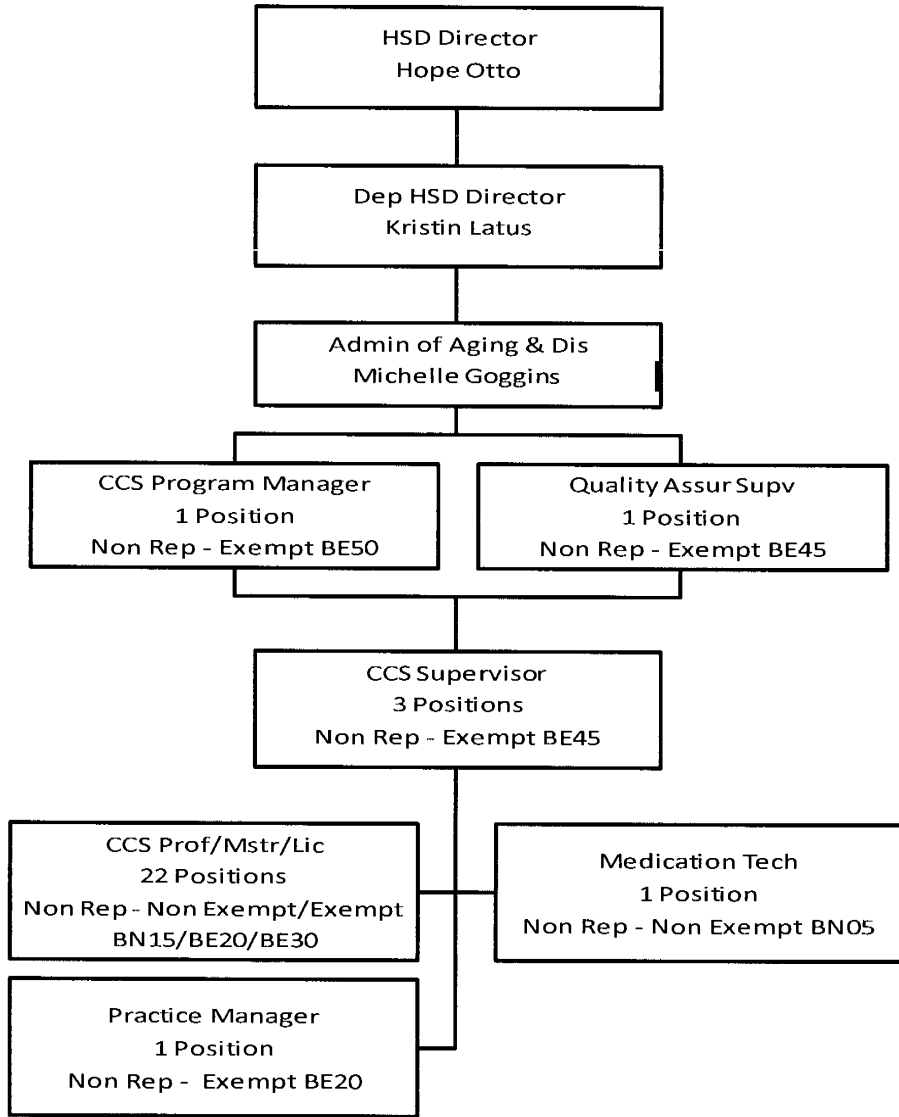 HSD Director
Hope Otto
Dep HSD Director
Kristin Latus
Admin of Aging & Dis
Michelle Goggins
CCS Program Manager
1 Position
Non Rep - Exempt BE50
Quality Assur Supv
1 Position
Non Rep - Exempt BE45
CCS Supervisor
3 Positions
Non Rep - Exempt BE45
CCS Prof/Mstr/Lic
22 Positions
Non Rep - Non Exempt/Exempt
BN15/BE20/BE30
Medication Tech
1 Position
Non Rep - Non Exempt BN05
Practice Manager
1 Position
Non Rep - Exempt BE20